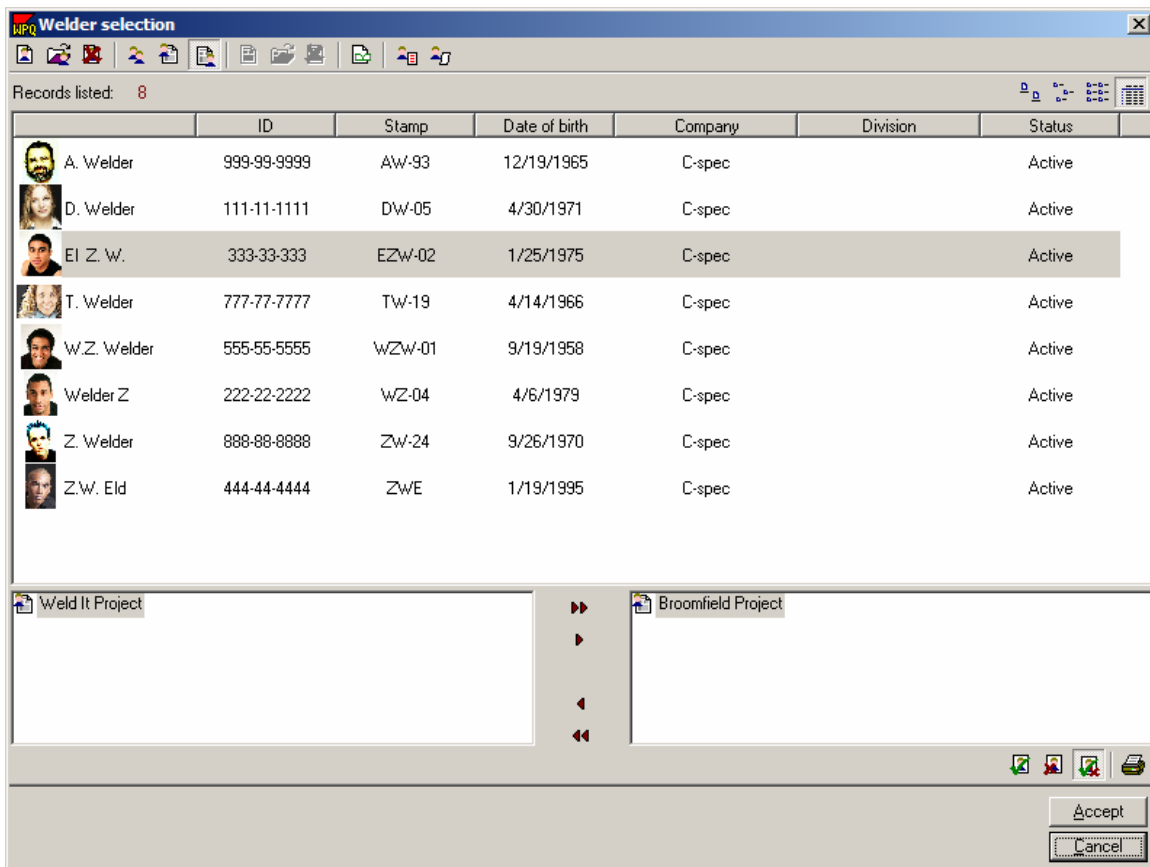 WPQ Welder selection
Records listed: 8
ID Stamp Date of birth Company Division Status
A. Welder 999-99-9999 AW-93 12/19/1965 C-spec Active
D. Welder 111-11-1111 DW-05 4/30/1971 C-spec Active
El Z. W. 333-33-333 EZW-02 1/25/1975 C-spec Active
T. Welder 777-77-7777 TW-19 4/14/1966 C-spec Active
W.Z. Welder 555-55-5555 WZW-01 9/19/1958 C-spec Active
Welder Z 222-22-2222 WZ-04 4/6/1979 C-spec Active
Z. Welder 888-88-8888 ZW-24 9/26/1970 C-spec Active
Z.W. Eld 444-44-4444 ZWE 1/19/1995 C-spec Active
Weld It Project Broomfield Project
Accept
Cancel